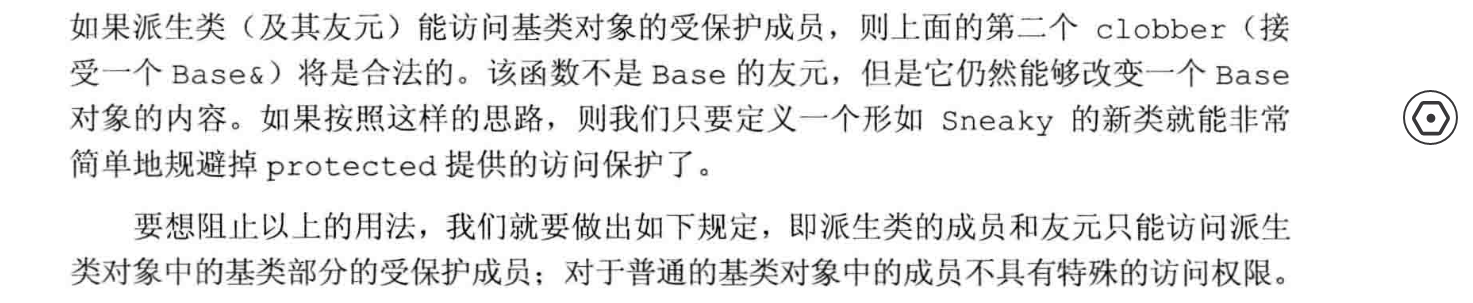 如果派生类（及其友元）能访问基类对象的受保护成员，则上面的第二个 clobber（接
受一个 Base&）将是合法的。该函数不是 Base 的友元，但是它仍然能够改变一个 Base
对象的内容。如果按照这样的思路，则我们只要定义一个形如 Sneaky 的新类就能非常
简单地规避掉 protected 提供的访问保护了。
要想阻止以上的用法，我们就要做出如下规定，即派生类的成员和友元只能访问派生
类对象中的基类部分的受保护成员；对于普通的基类对象中的成员不具有特殊的访问权限。